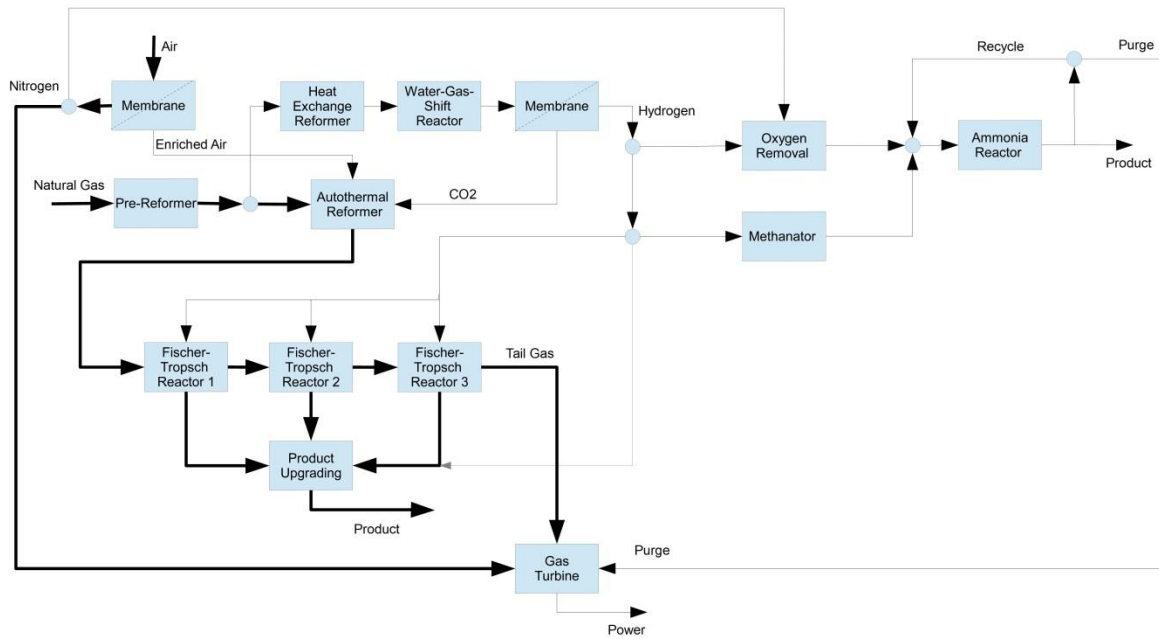 Air
Recycle
Purge
Nitrogen
Membrane
Heat
Exchange
Reformer
Water-Gas-
Shift
Reactor
Membrane
Hydrogen
Oxygen
Removal
Ammonia
Reactor
Product
Enriched Air
Natural Gas
Pre-Reformer
Autothermal
Reformer
CO2
Methanator
Fischer-
Tropsch
Reactor 1
Fischer-
Tropsch
Reactor 2
Fischer-
Tropsch
Reactor 3
Tail Gas
Product
Upgrading
Product
Gas
Turbine
Purge
Power